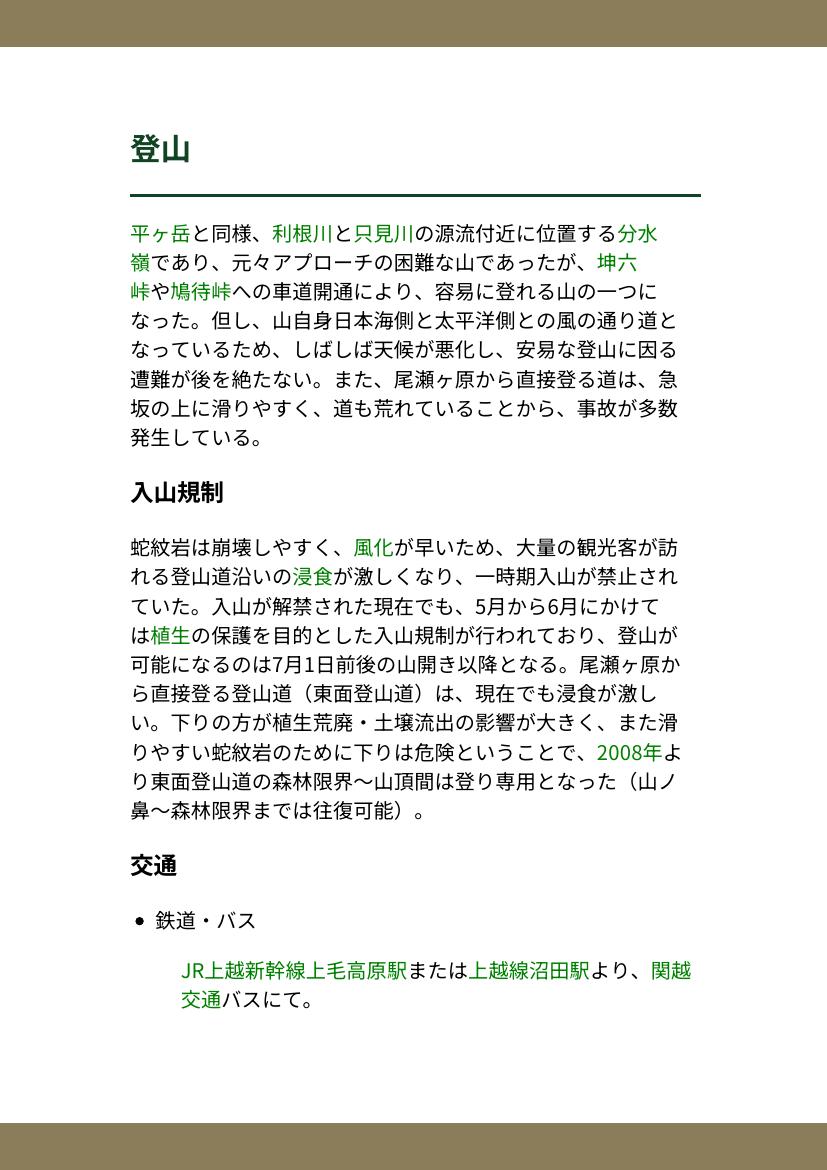 登山
平ヶ岳と同様、利根川と只見川の源流付近に位置する分水
嶺であり、元々アプローチの困難な山であったが、坤六
峠や鳩待峠への車道開通により、容易に登れる山の一つに
なった。但し、山自身日本海側と太平洋側との風の通り道と
なっているため、しばしば天候が悪化し、安易な登山に因る
遭難が後を絶たない。また、尾瀬ヶ原から直接登る道は、急
坂の上に滑りやすく、道も荒れていることから、事故が多数
発生している。
入山規制
蛇紋岩は崩壊しやすく、風化が早いため、大量の観光客が訪
れる登山道沿いの浸食が激しくなり、一時期入山が禁止され
ていた。入山が解禁された現在でも、5月から6月にかけて
は植生の保護を目的とした入山規制が行われており、登山が
可能になるのは7月1日前後の山開き以降となる。尾瀬ヶ原か
ら直接登る登山道（東面登山道）は、現在でも浸食が激し
い。下りの方が植生荒廃・土壌流出の影響が大きく、また滑
りやすい蛇紋岩のために下りは危険ということで、2008年よ
り東面登山道の森林限界〜山頂間は登り専用となった（山ノ
鼻〜森林限界までは往復可能）。
交通
• 鉄道・バス
JR上越新幹線上毛高原駅または上越線沼田駅より、関越
交通バスにて。